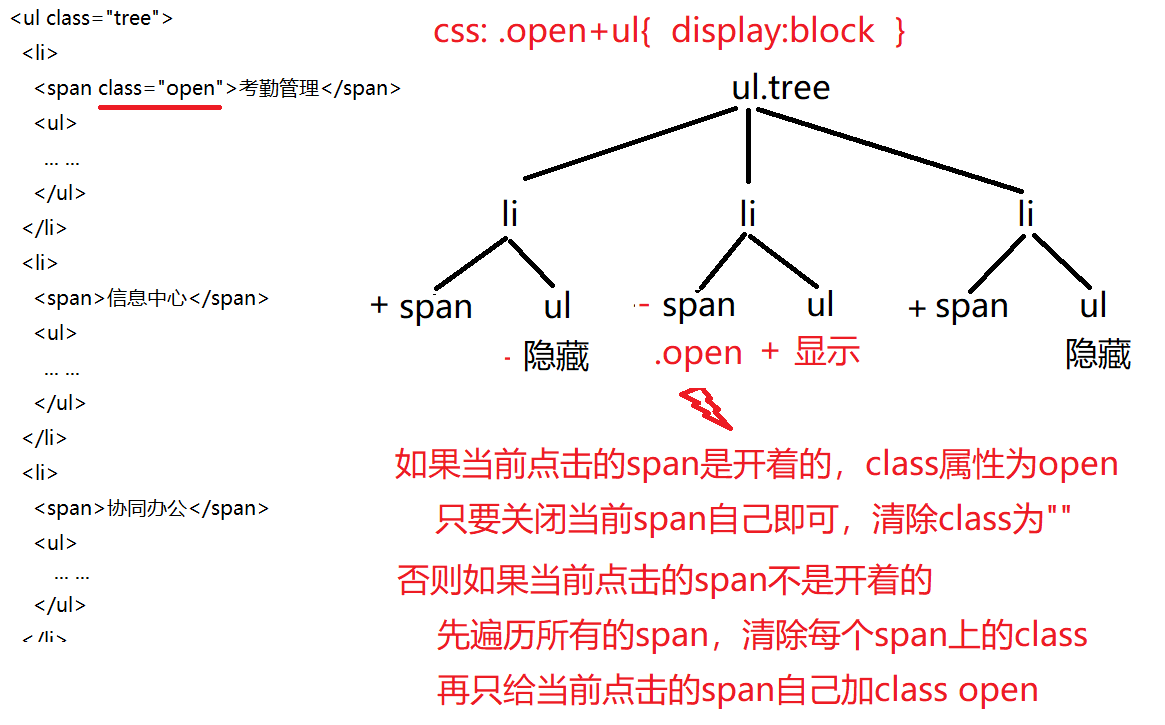 <ul class="tree">
<li>
<span class="open">考勤管理</span>
<ul>
... ...
</ul>
</li>
<li>
<span>信息中心</span>
<ul>
... ...
</ul>
</li>
<li>
<span>协同办公</span>
<ul>
... ...
</ul>
</li>
css: .open+ul{ display:block }
ul.tree
li li li
+ span ul - span ul + span ul
- 隐藏 .open + 显示 隐藏
如果当前点击的span是开着的，class属性为open
只要关闭当前span自己即可，清除class为""
否则如果当前点击的span不是开着的
先遍历所有的span，清除每个span上的class
再只给当前点击的span自己加class open